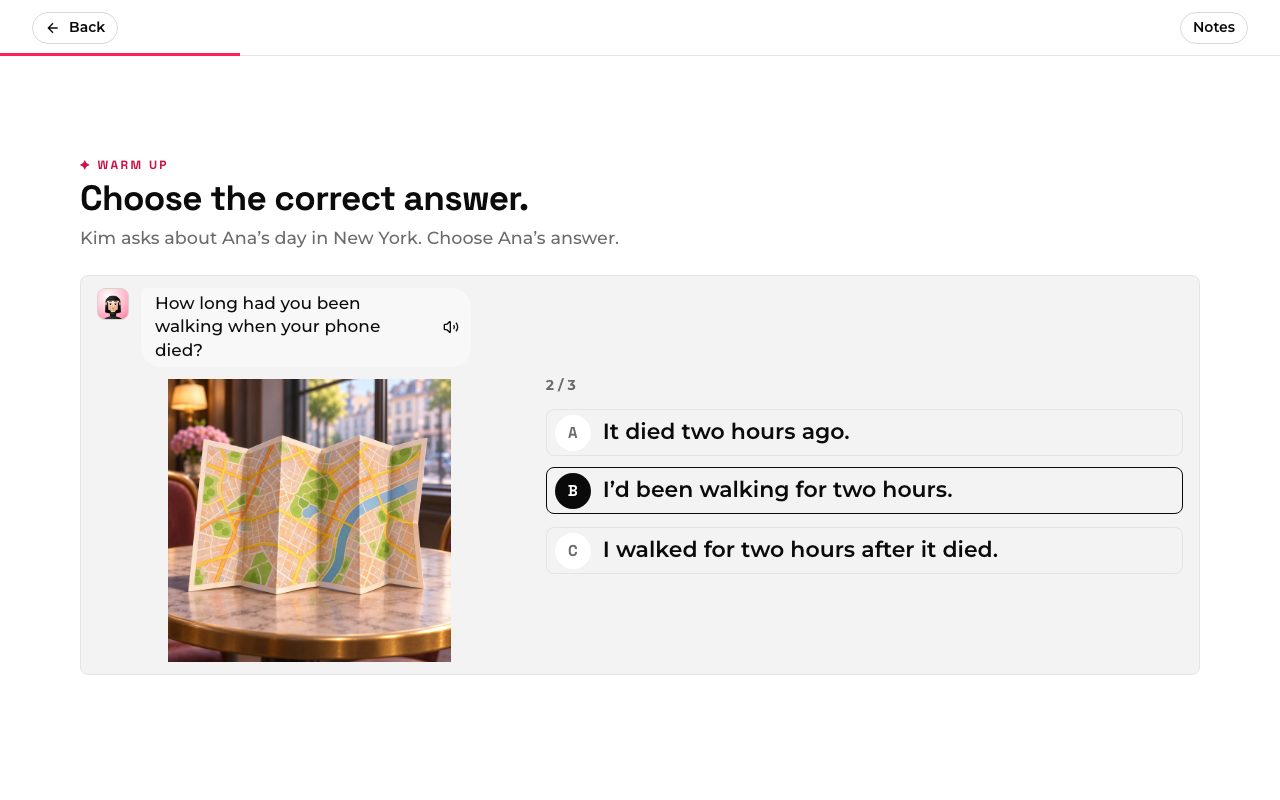 Back
Notes
WARM UP
Choose the correct answer.
Kim asks about Ana’s day in New York. Choose Ana’s answer.
How long had you been
walking when your phone
died?
2 / 3
A It died two hours ago.
B I’d been walking for two hours.
C I walked for two hours after it died.